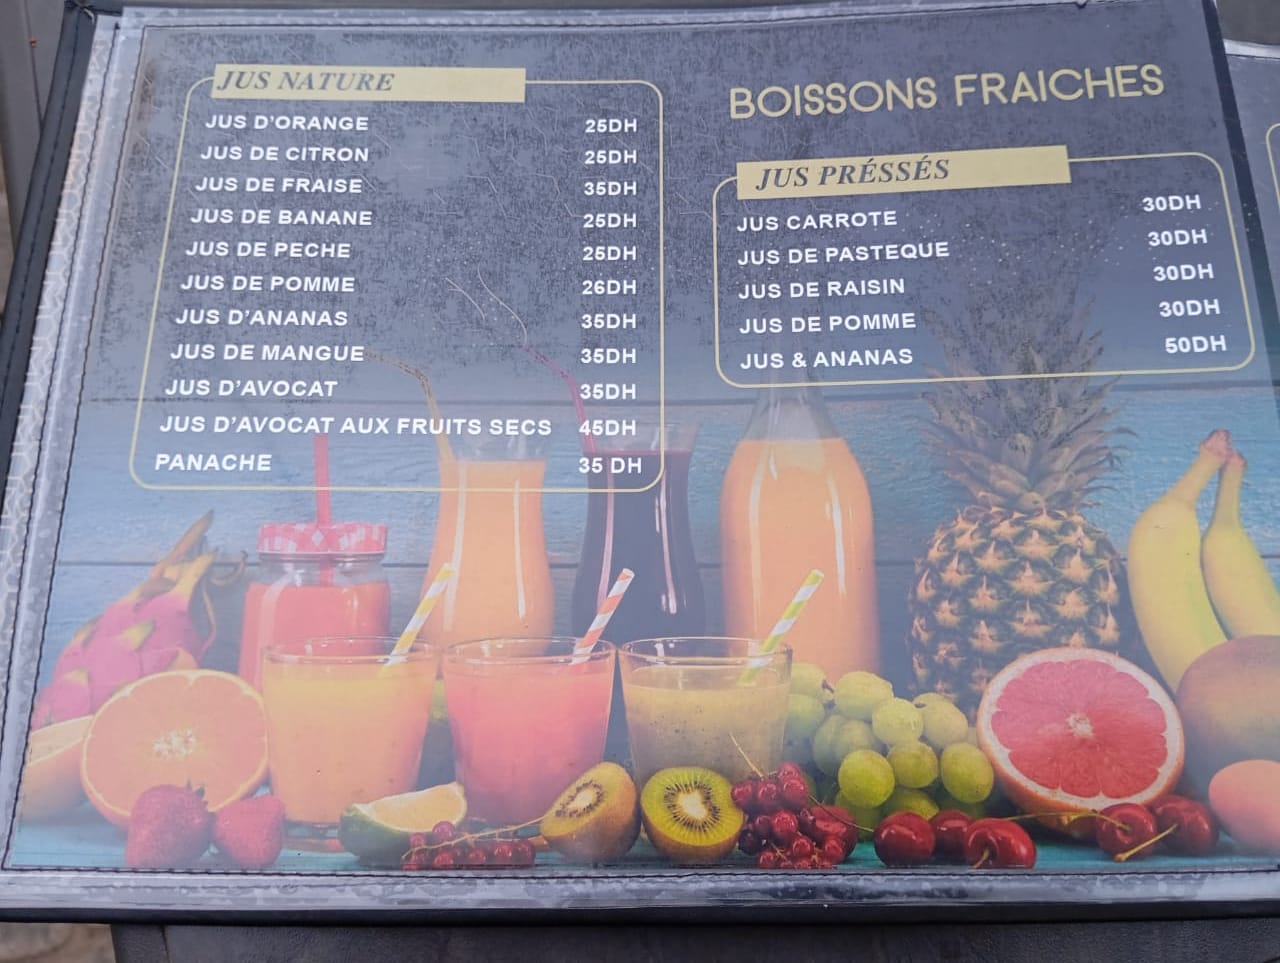 JUS NATURE
JUS D'ORANGE 25DH
JUS DE CITRON 25DH
JUS DE FRAISE 35DH
JUS DE BANANE 25DH
JUS DE PECHE 25DH
JUS DE POMME 26DH
JUS D'ANANAS 35DH
JUS DE MANGUE 35DH
JUS D'AVOCAT 35DH
JUS D'AVOCAT AUX FRUITS SECS 45DH
PANACHE 35 DH
BOISSONS FRAICHES
JUS PRÉSSÉS
JUS CARROTE 30DH
JUS DE PASTEQUE 30DH
JUS DE RAISIN 30DH
JUS DE POMME 30DH
JUS & ANANAS 50DH